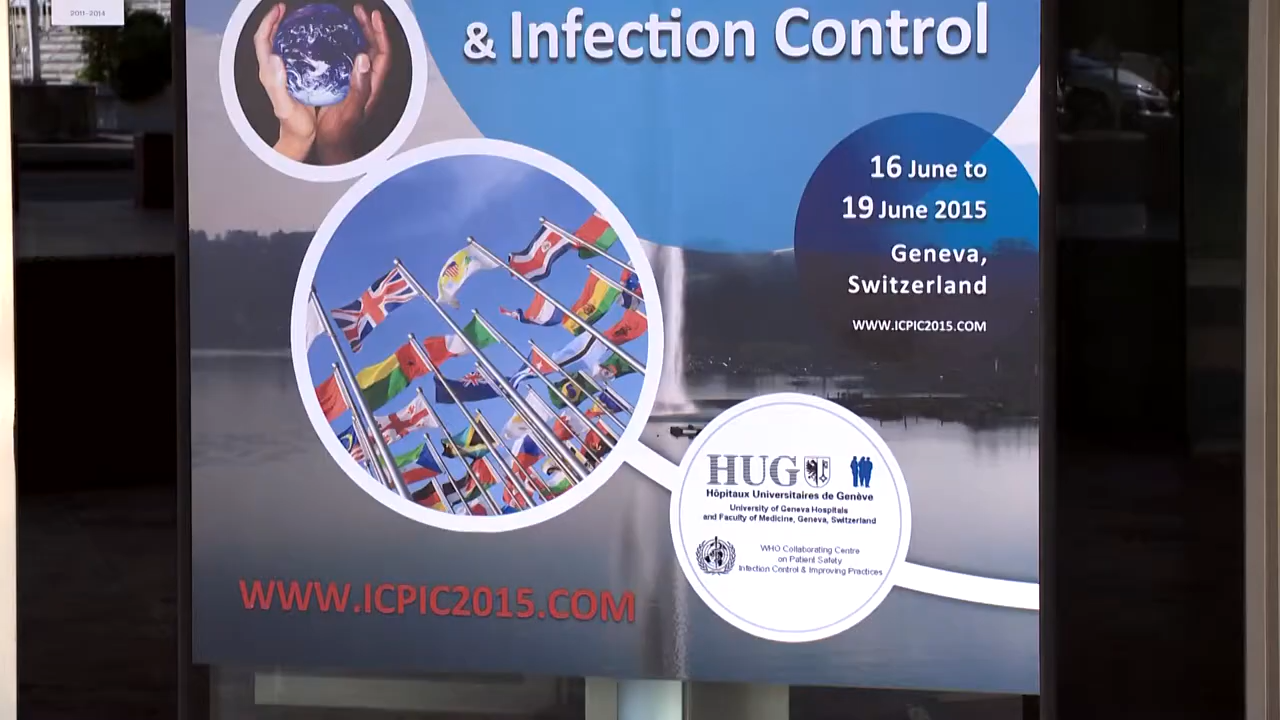 2011-2014
& Infection Control
16 June to
19 June 2015
Geneva,
Switzerland
WWW.ICPIC2015.COM
HUG
Hôpitaux Universitaires de Genève
University of Geneva Hospitals
and Faculty of Medicine, Geneva, Switzerland
WHO Collaborating Centre
on Patient Safety
Infection Control & Improving Practices
WWW.ICPIC2015.COM